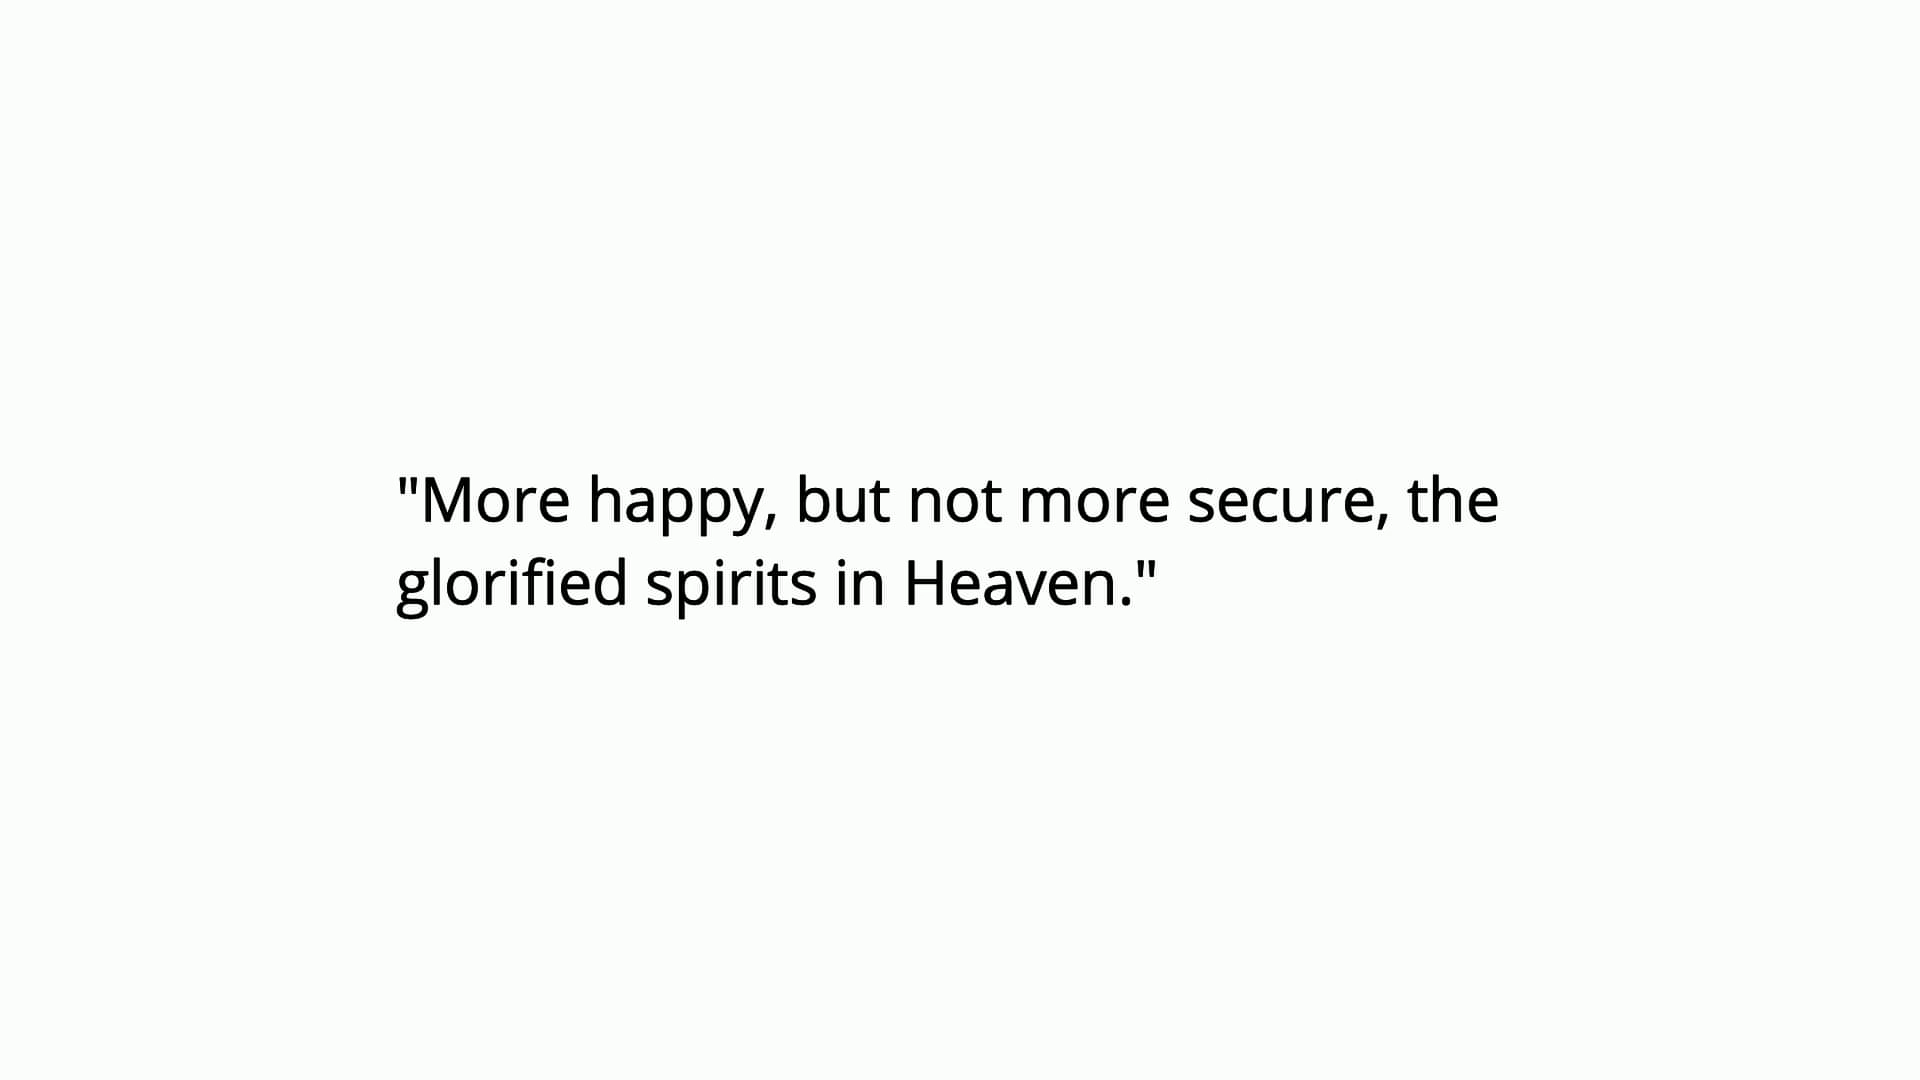 "More happy, but not more secure, the
glorified spirits in Heaven."